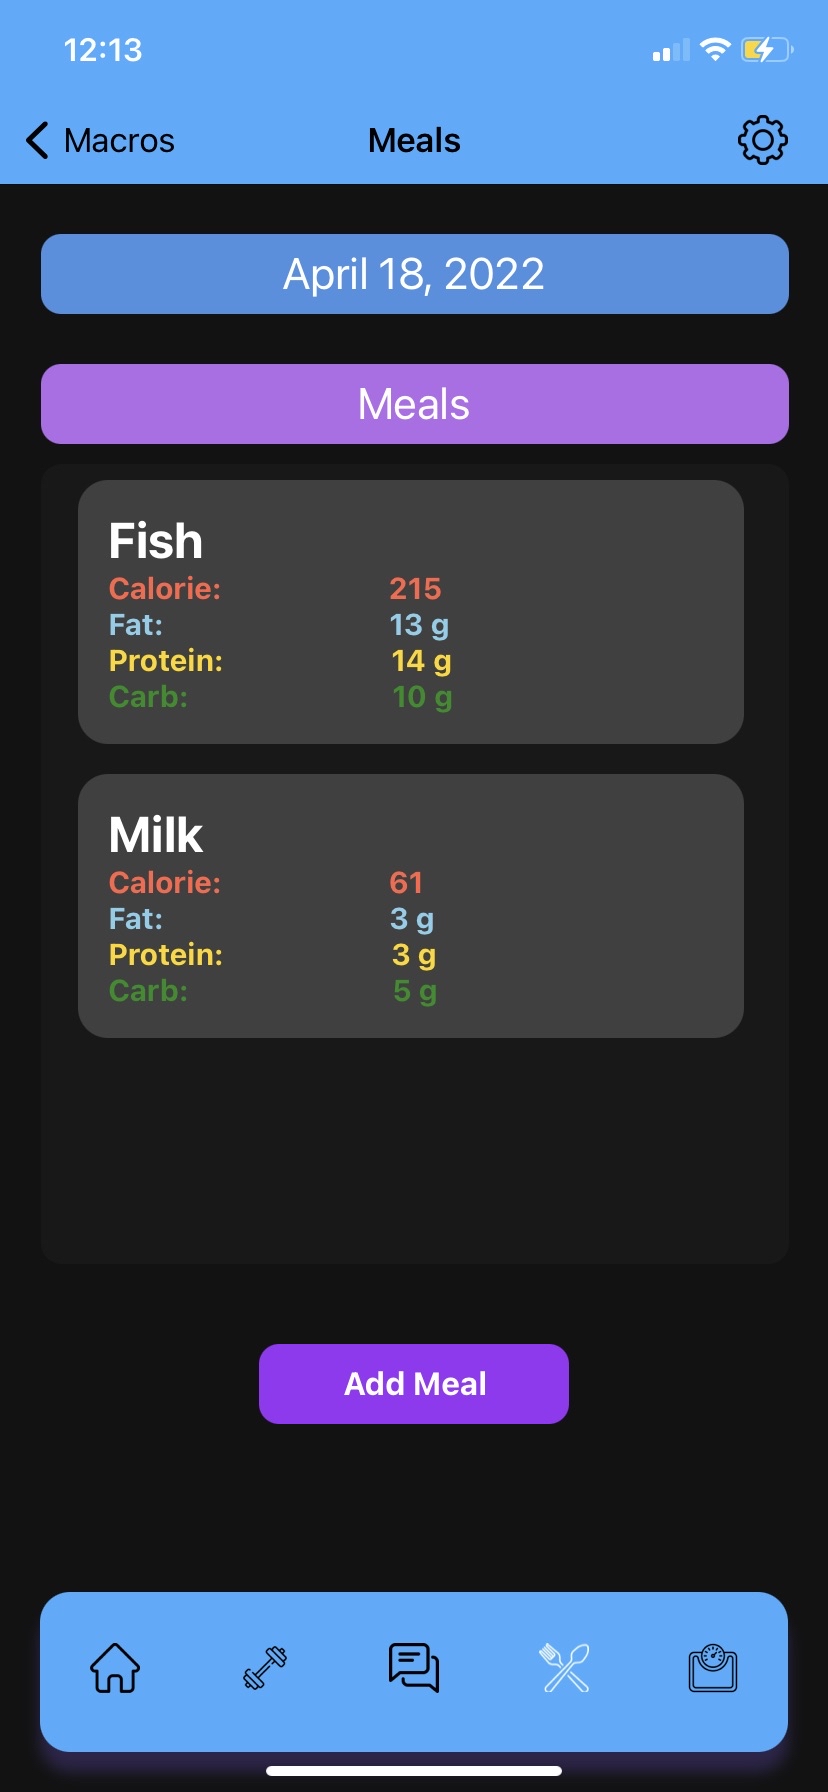 12:13
Macros Meals
April 18, 2022
Meals
Fish
Calorie: 215
Fat: 13 g
Protein: 14 g
Carb: 10 g
Milk
Calorie: 61
Fat: 3 g
Protein: 3 g
Carb: 5 g
Add Meal